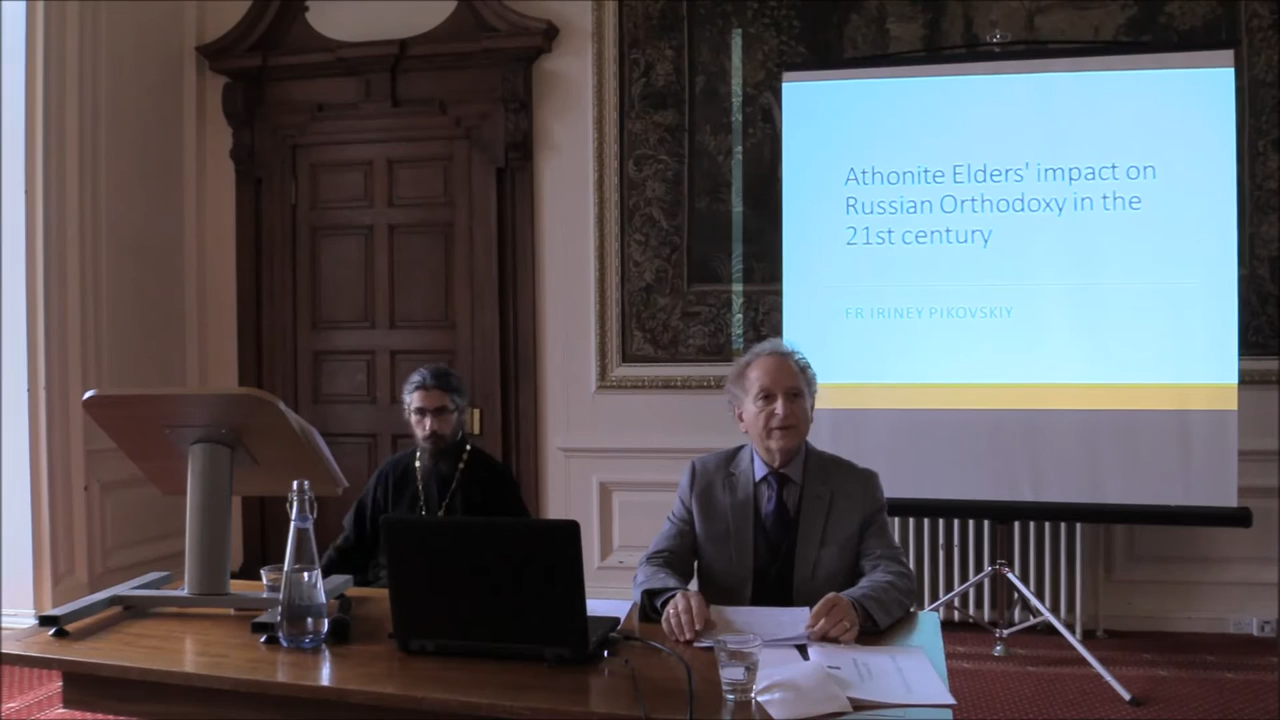 Athonite Elders' impact on
Russian Orthodoxy in the
21st century
FR IRINEY PIKOVSKIY